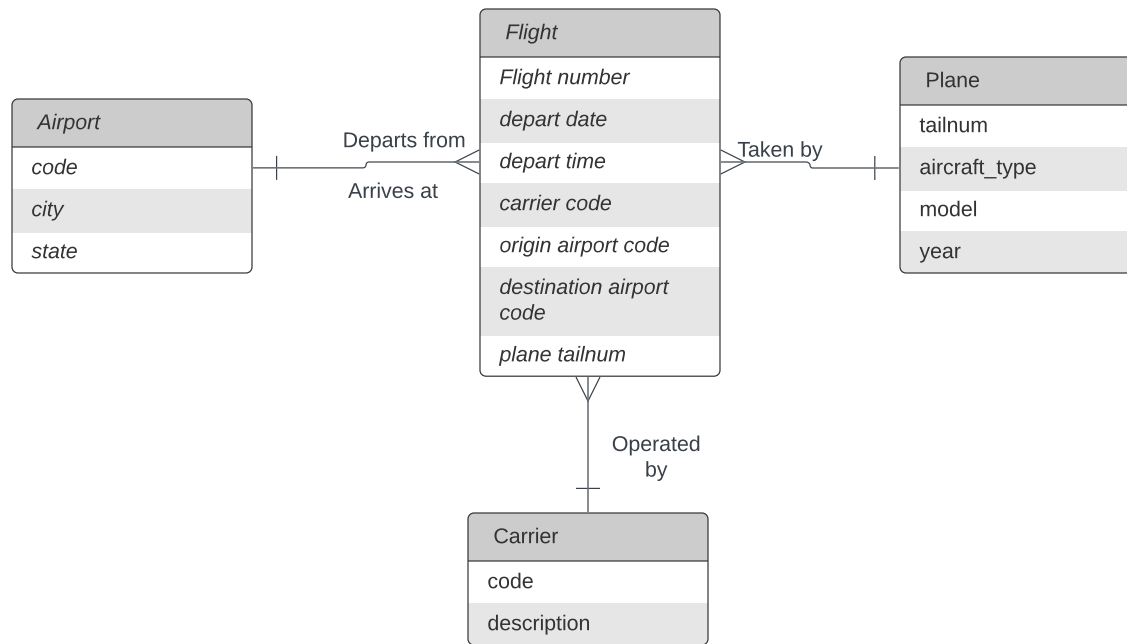 Airport
code
city
state
Departs from
Arrives at
Flight
Flight number
depart date
depart time
carrier code
origin airport code
destination airport
code
plane tailnum
Taken by
Plane
tailnum
aircraft_type
model
year
Operated
by
Carrier
code
description